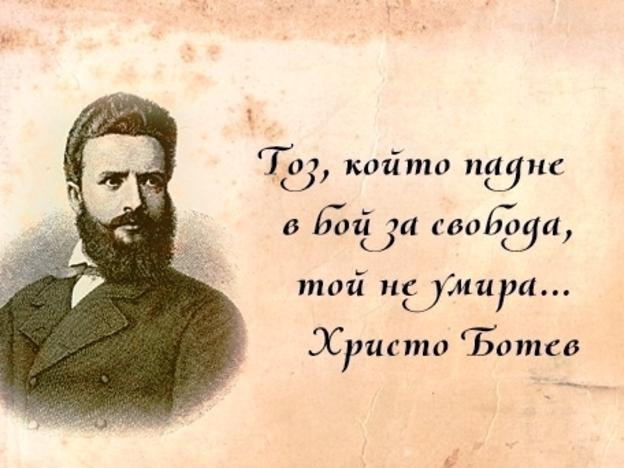 Тоз, който падне
в бой за свобода,
той не умира...
Христо Ботев